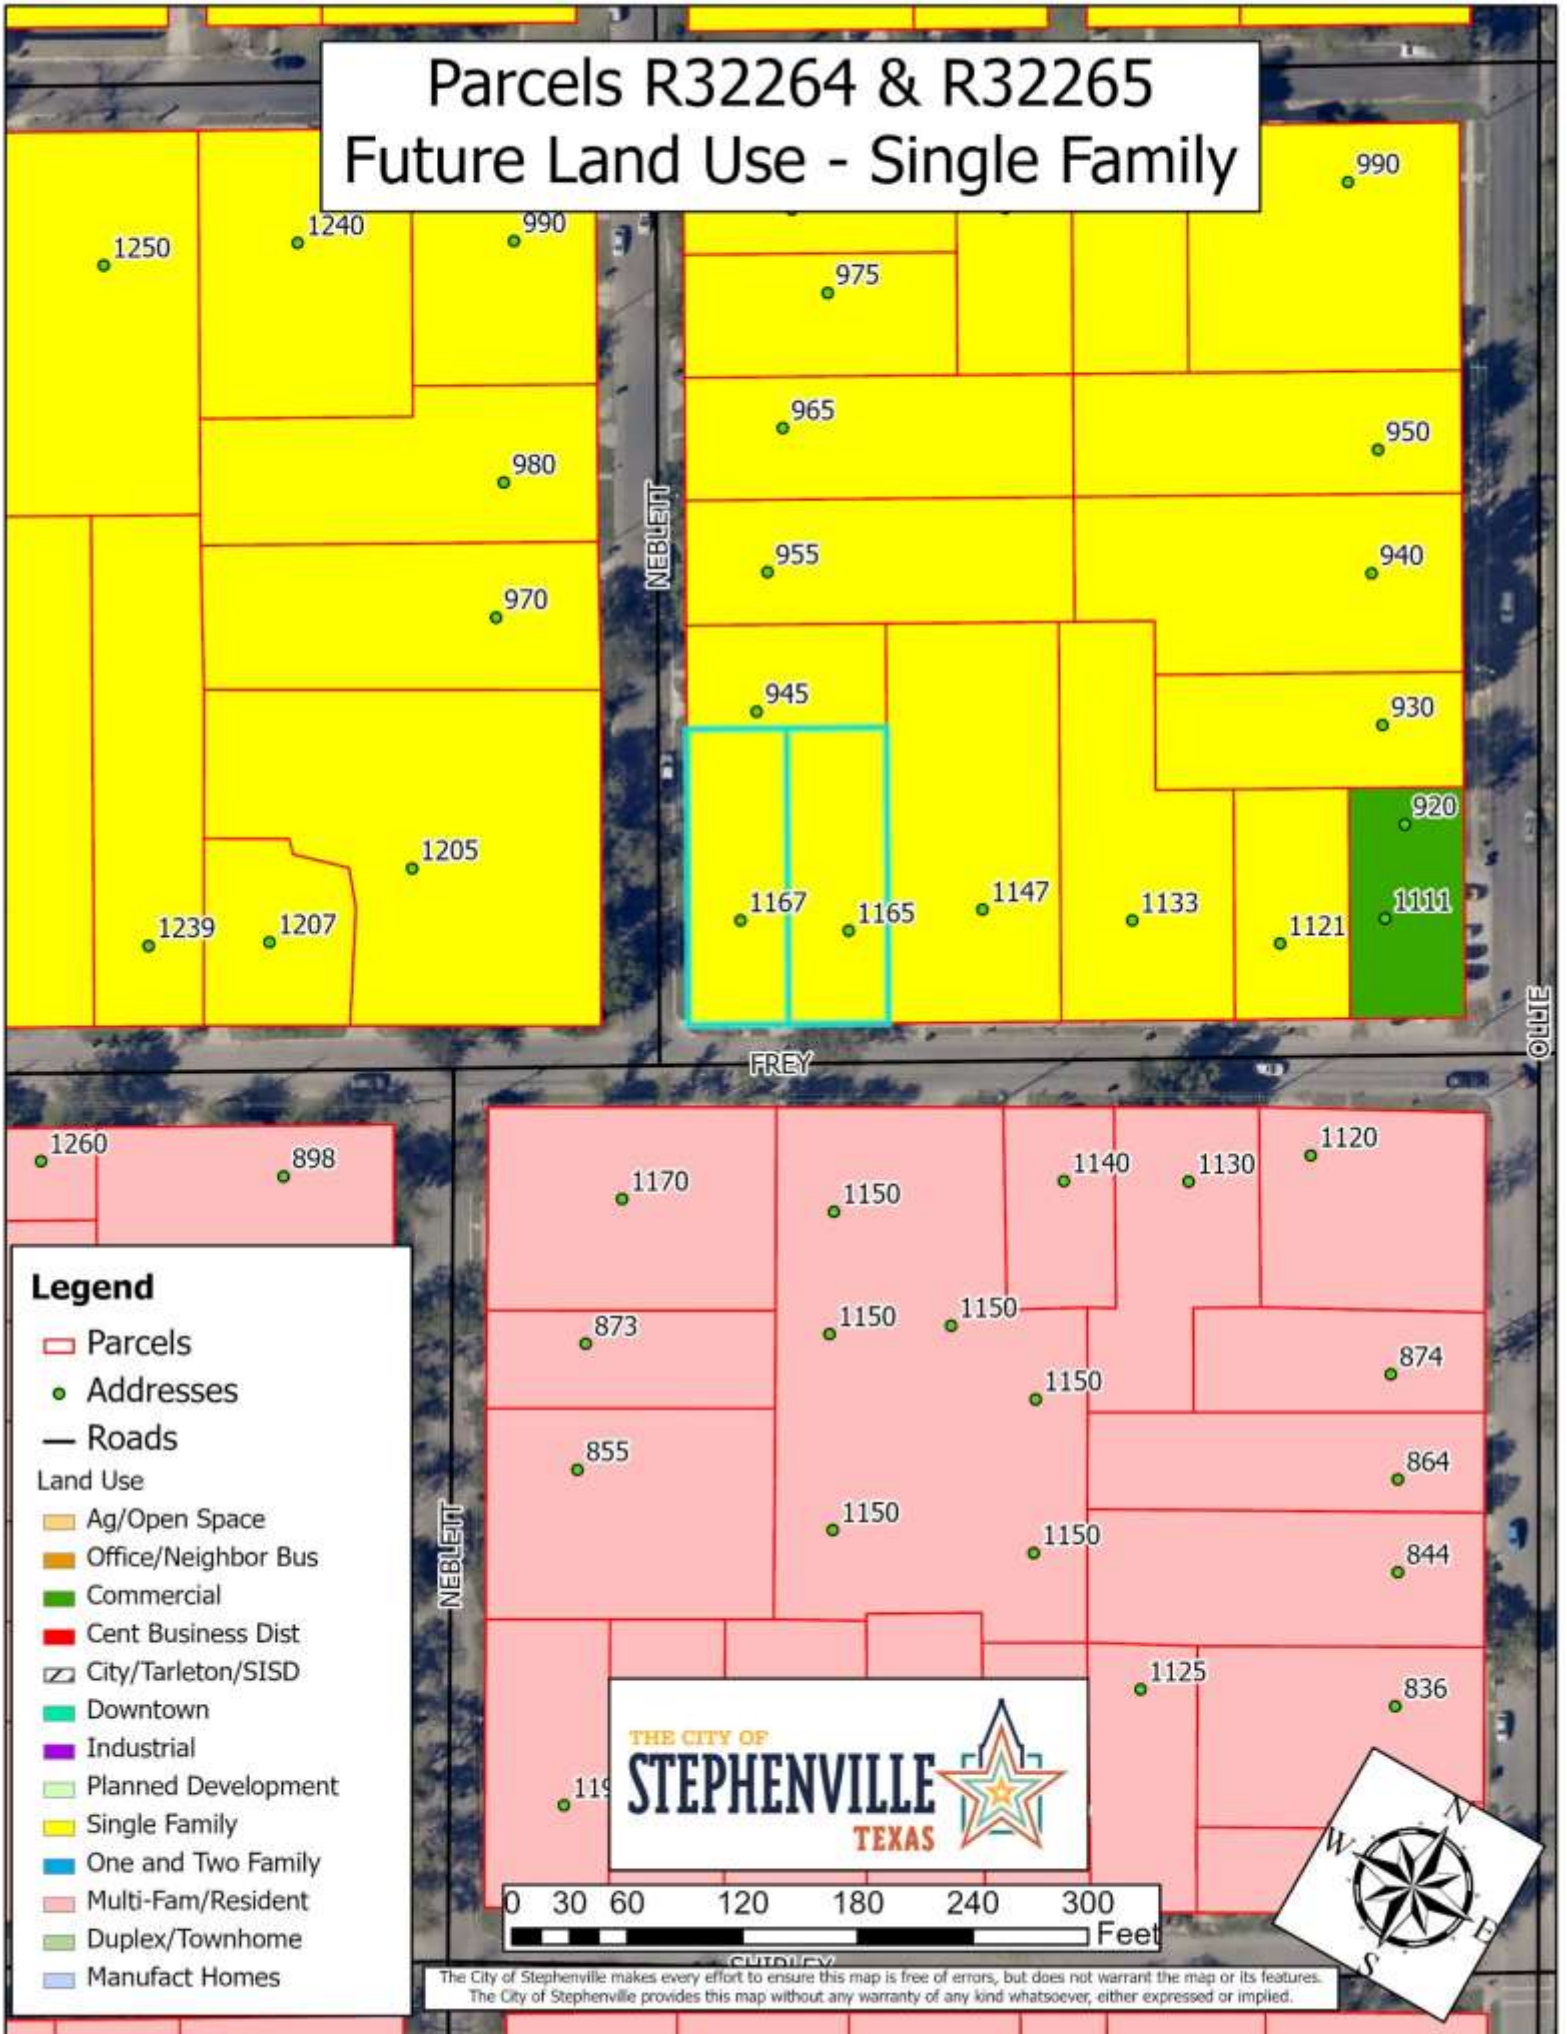 Parcels R32264 & R32265
Future Land Use - Single Family
1250
1240
990
990
975
965
950
980
NEBLETT
955
940
970
945
930
920
1205
1167
1165
1147
1133
1121
1111
1239
1207
OLLIE
FREY
1260
898
1170
1150
1140
1130
1120
873
1150
1150
874
1150
855
864
1150
1150
844
NEBLETT
1125
836
Legend
Parcels
Addresses
Roads
Land Use
Ag/Open Space
Office/Neighbor Bus
Commercial
Cent Business Dist
City/Tarleton/SISD
Downtown
Industrial
Planned Development
Single Family
One and Two Family
Multi-Fam/Resident
Duplex/Townhome
Manufact Homes
THE CITY OF
STEPHENVILLE
TEXAS
N
W
E
S
0 30 60 120 180 240 300
Feet
SHIRLEY
The City of Stephenville makes every effort to ensure this map is free of errors, but does not warrant the map or its features.
The City of Stephenville provides this map without any warranty of any kind whatsoever, either expressed or implied.